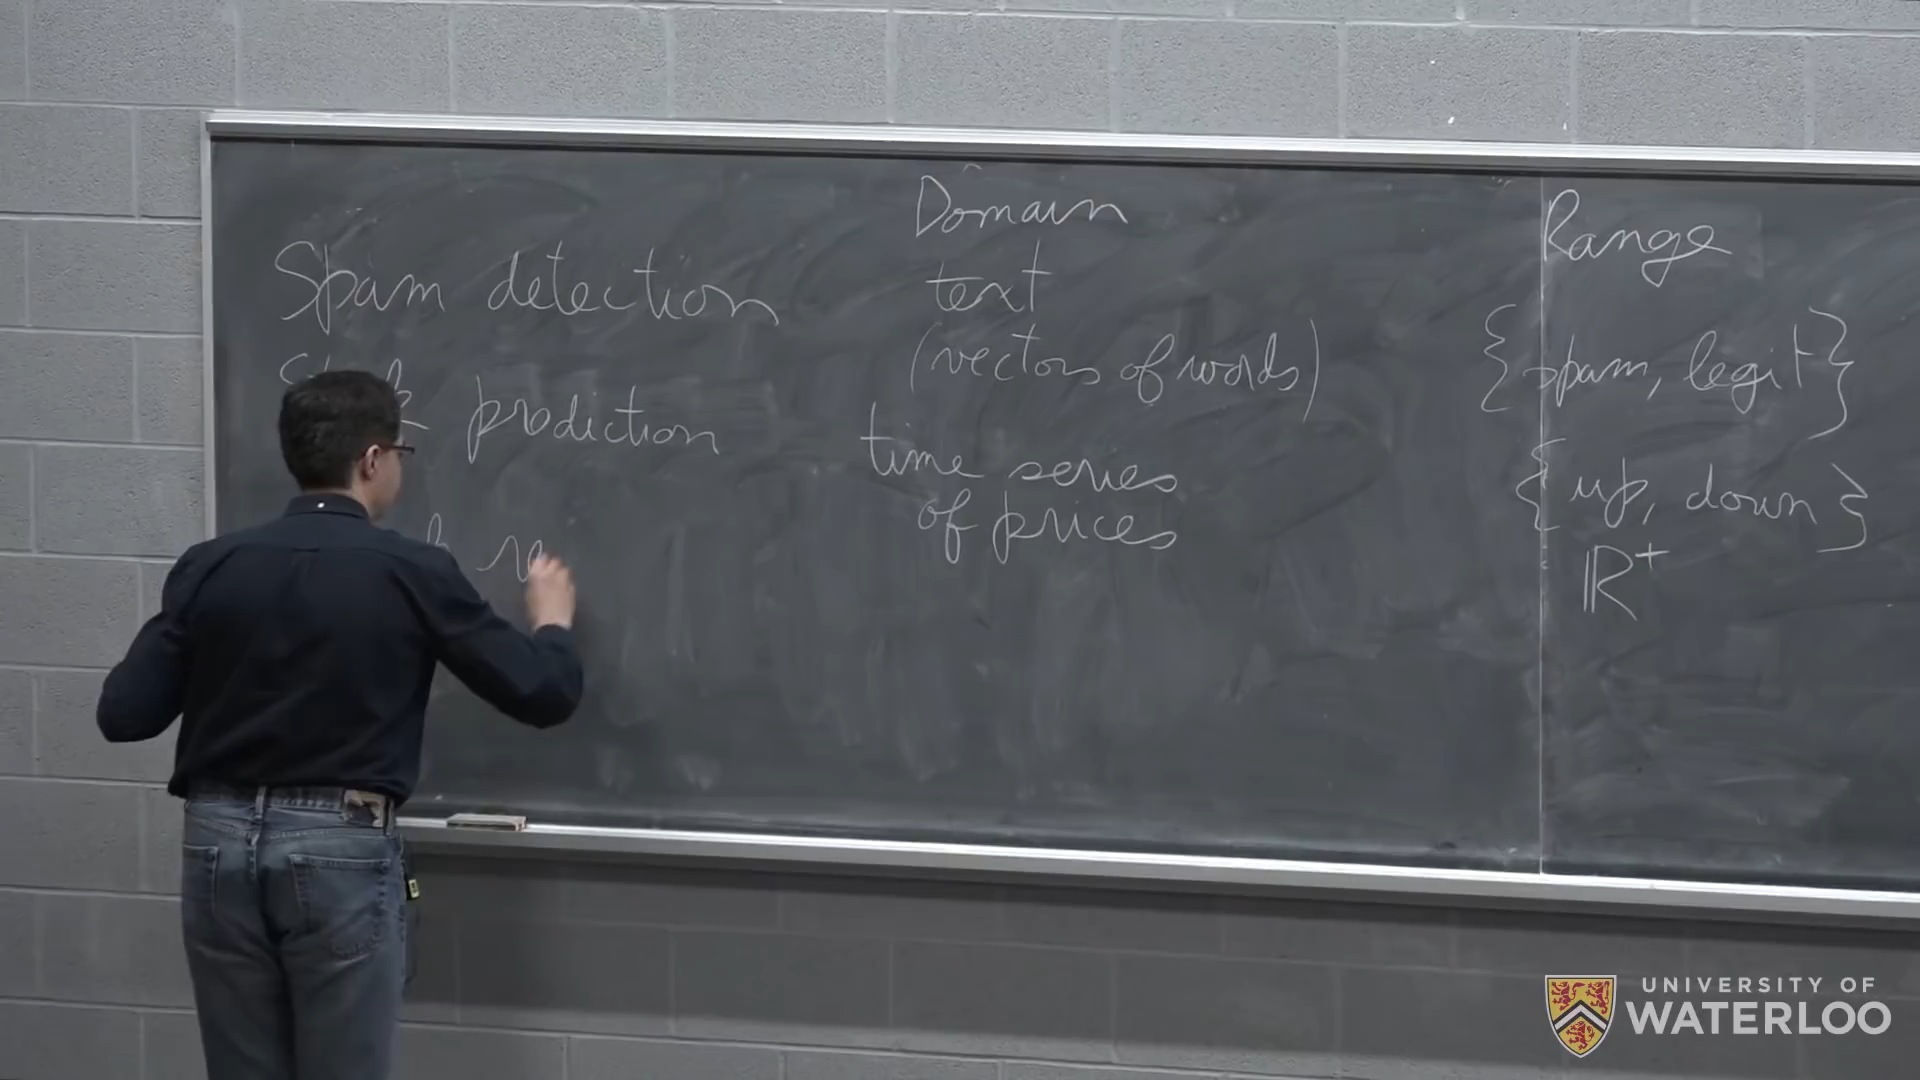 Domain
Range
Spam detection
text
(vectors of words)
{spam, legit}
prediction
time series
of prices
{up, down}
ℝ⁺
UNIVERSITY OF
WATERLOO